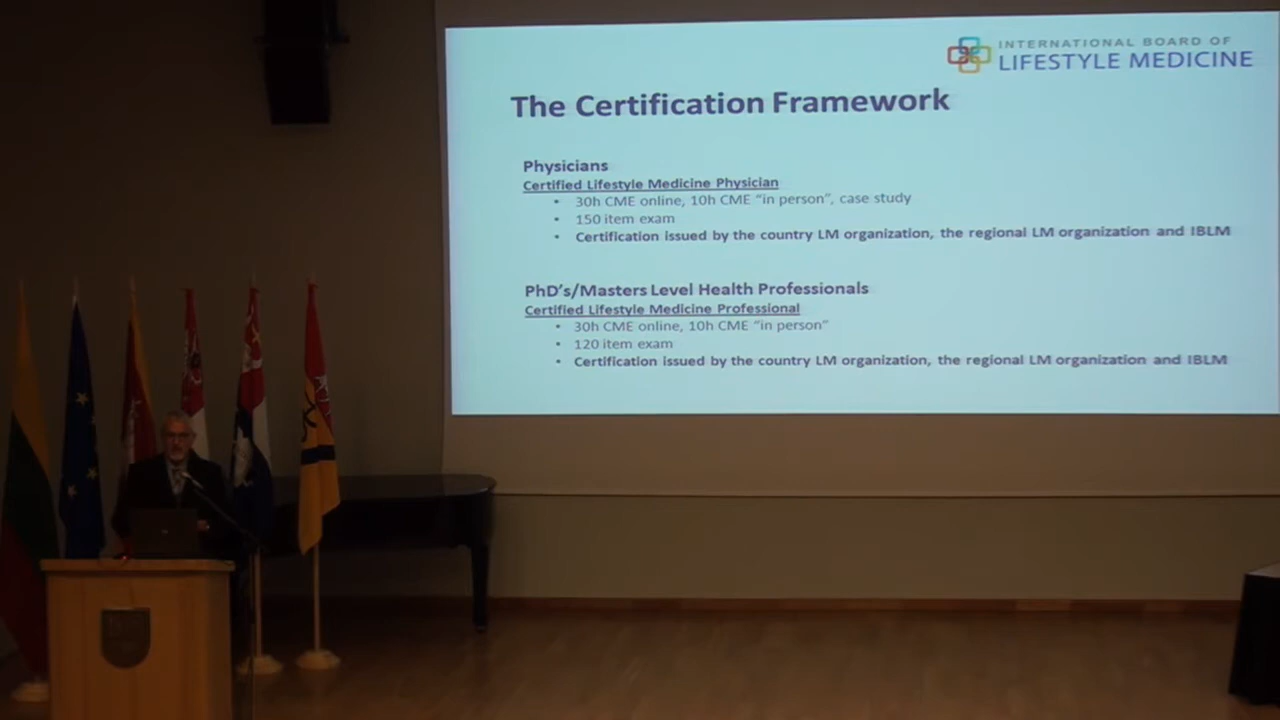 INTERNATIONAL BOARD OF
LIFESTYLE MEDICINE
The Certification Framework
Physicians
Certified Lifestyle Medicine Physician
• 30h CME online, 10h CME “in person”, case study
• 150 item exam
• Certification issued by the country LM organization, the regional LM organization and IBLM
PhD’s/Masters Level Health Professionals
Certified Lifestyle Medicine Professional
• 30h CME online, 10h CME “in person”
• 120 item exam
• Certification issued by the country LM organization, the regional LM organization and IBLM